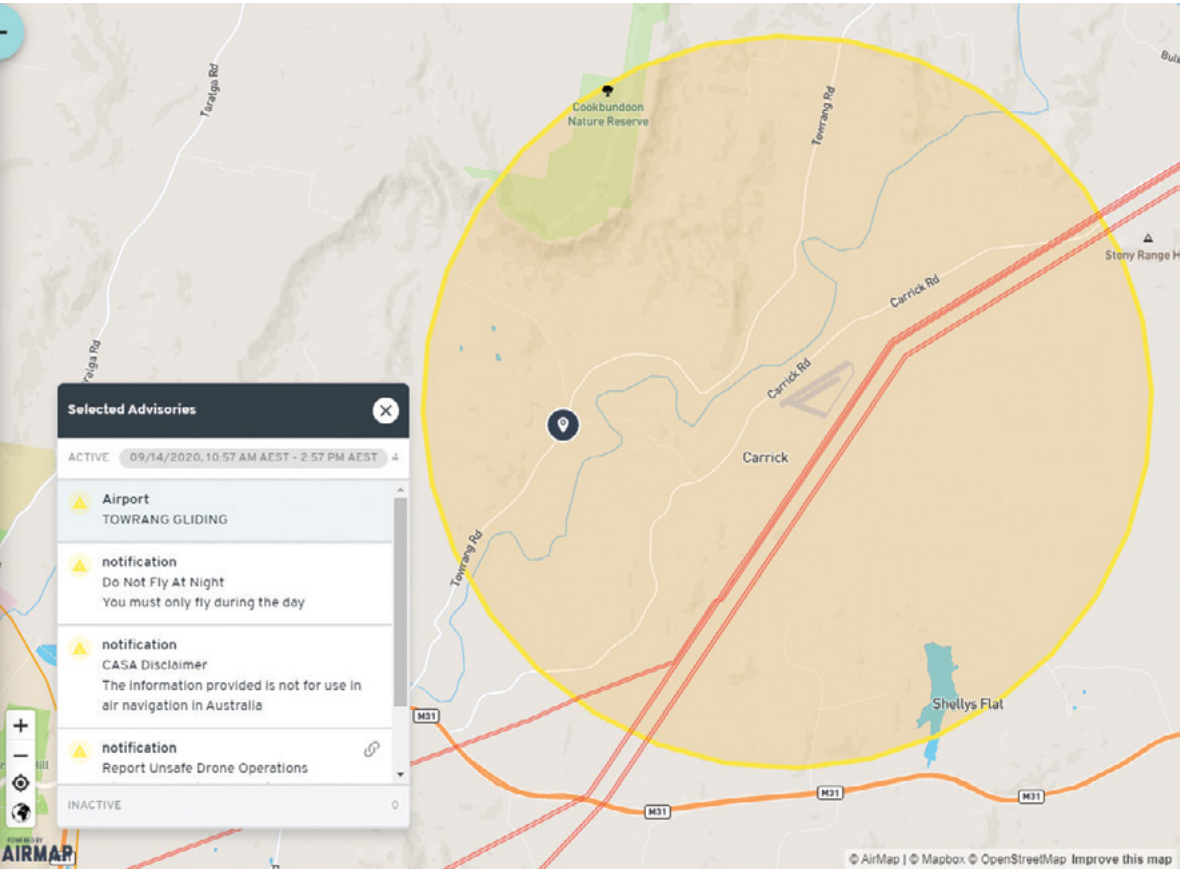 Taralga Rd
Cookbundoon
Nature Reserve
Towrang Rd
Stony Range H
Carrick Rd
Carrick Rd
Carrick
Towrang Rd
Shellys Flat
M31
M31
M31
M31
Selected Advisories
ACTIVE 09/14/2020, 10:57 AM AEST - 2:57 PM AEST 4
Airport
TOWRANG GLIDING
notification
Do Not Fly At Night
You must only fly during the day
notification
CASA Disclaimer
The information provided is not for use in
air navigation in Australia
notification
Report Unsafe Drone Operations
INACTIVE 0
+
−
POWERED BY
AIRMAP
© AirMap | © Mapbox © OpenStreetMap Improve this map